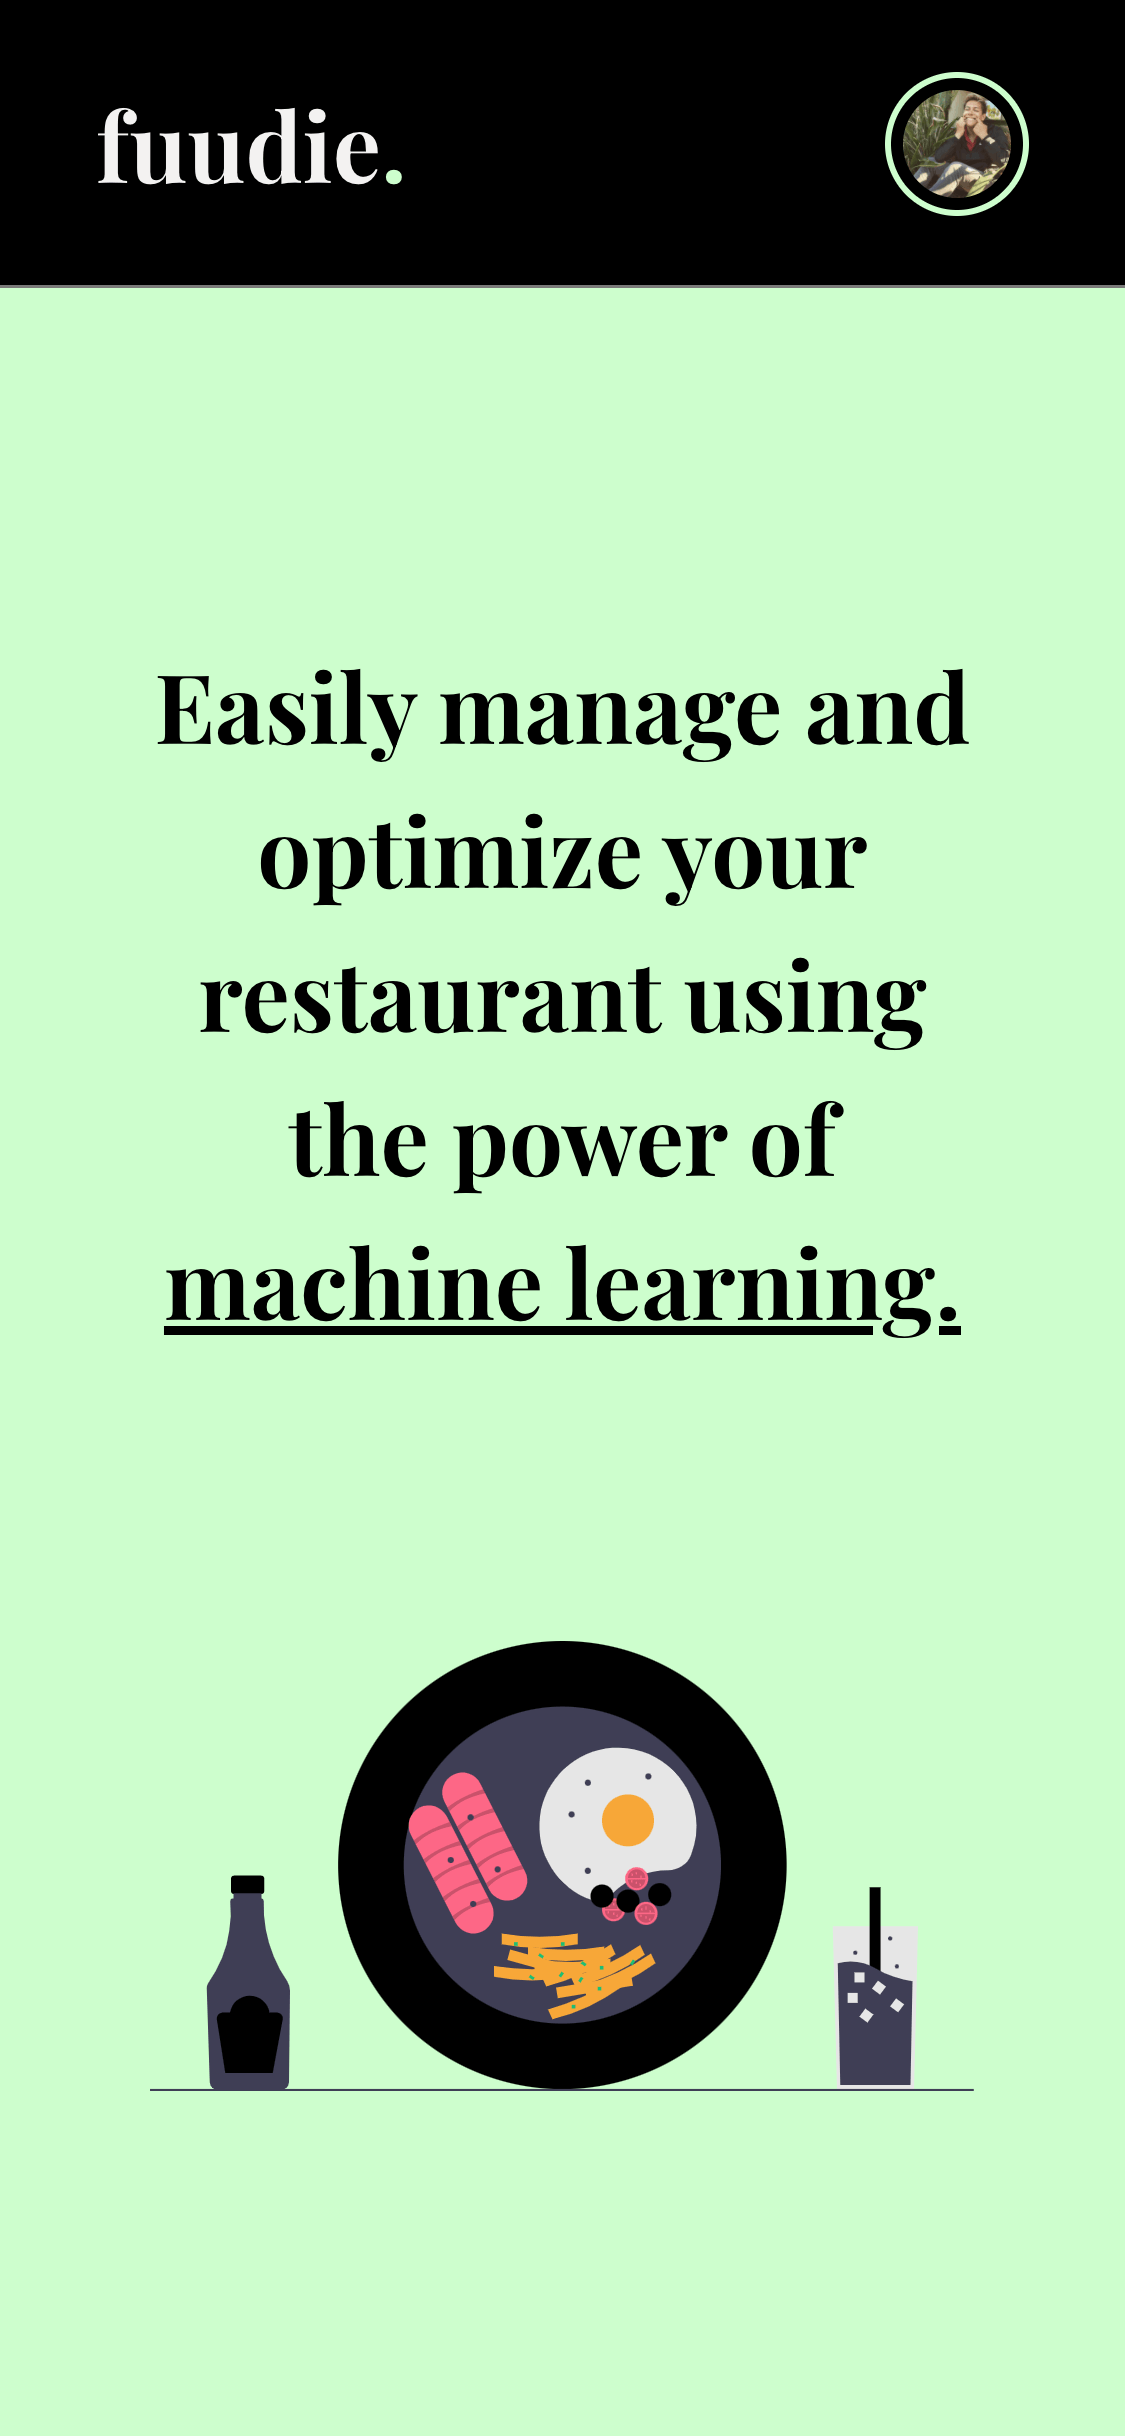 fuudie.
Easily manage and
optimize your
restaurant using
the power of
machine learning.